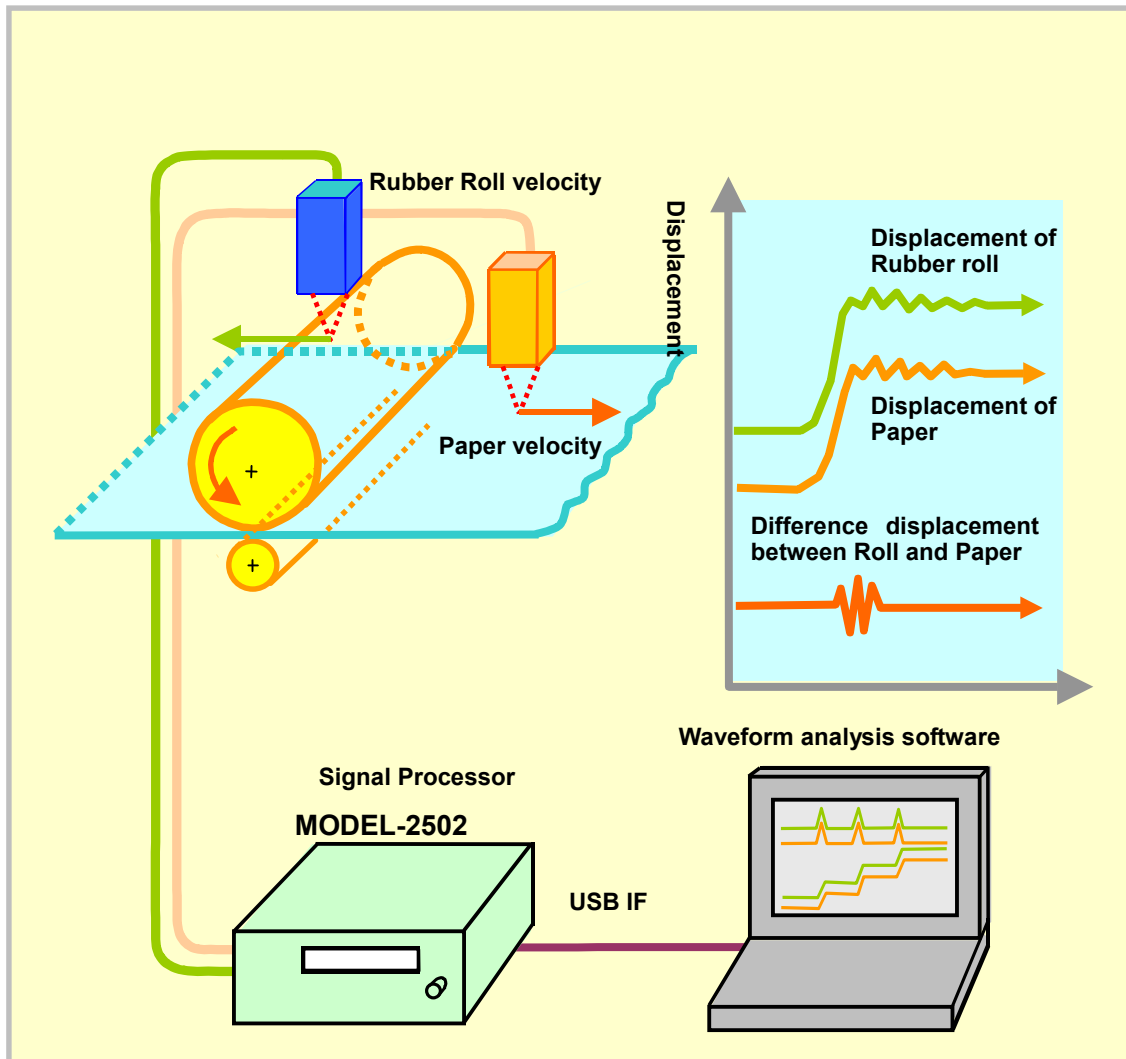 Rubber Roll velocity
Displacement
Displacement of
Rubber roll
Displacement of
Paper
Paper velocity
+
+
Difference displacement
between Roll and Paper
Waveform analysis software
Signal Processor
MODEL-2502
USB IF